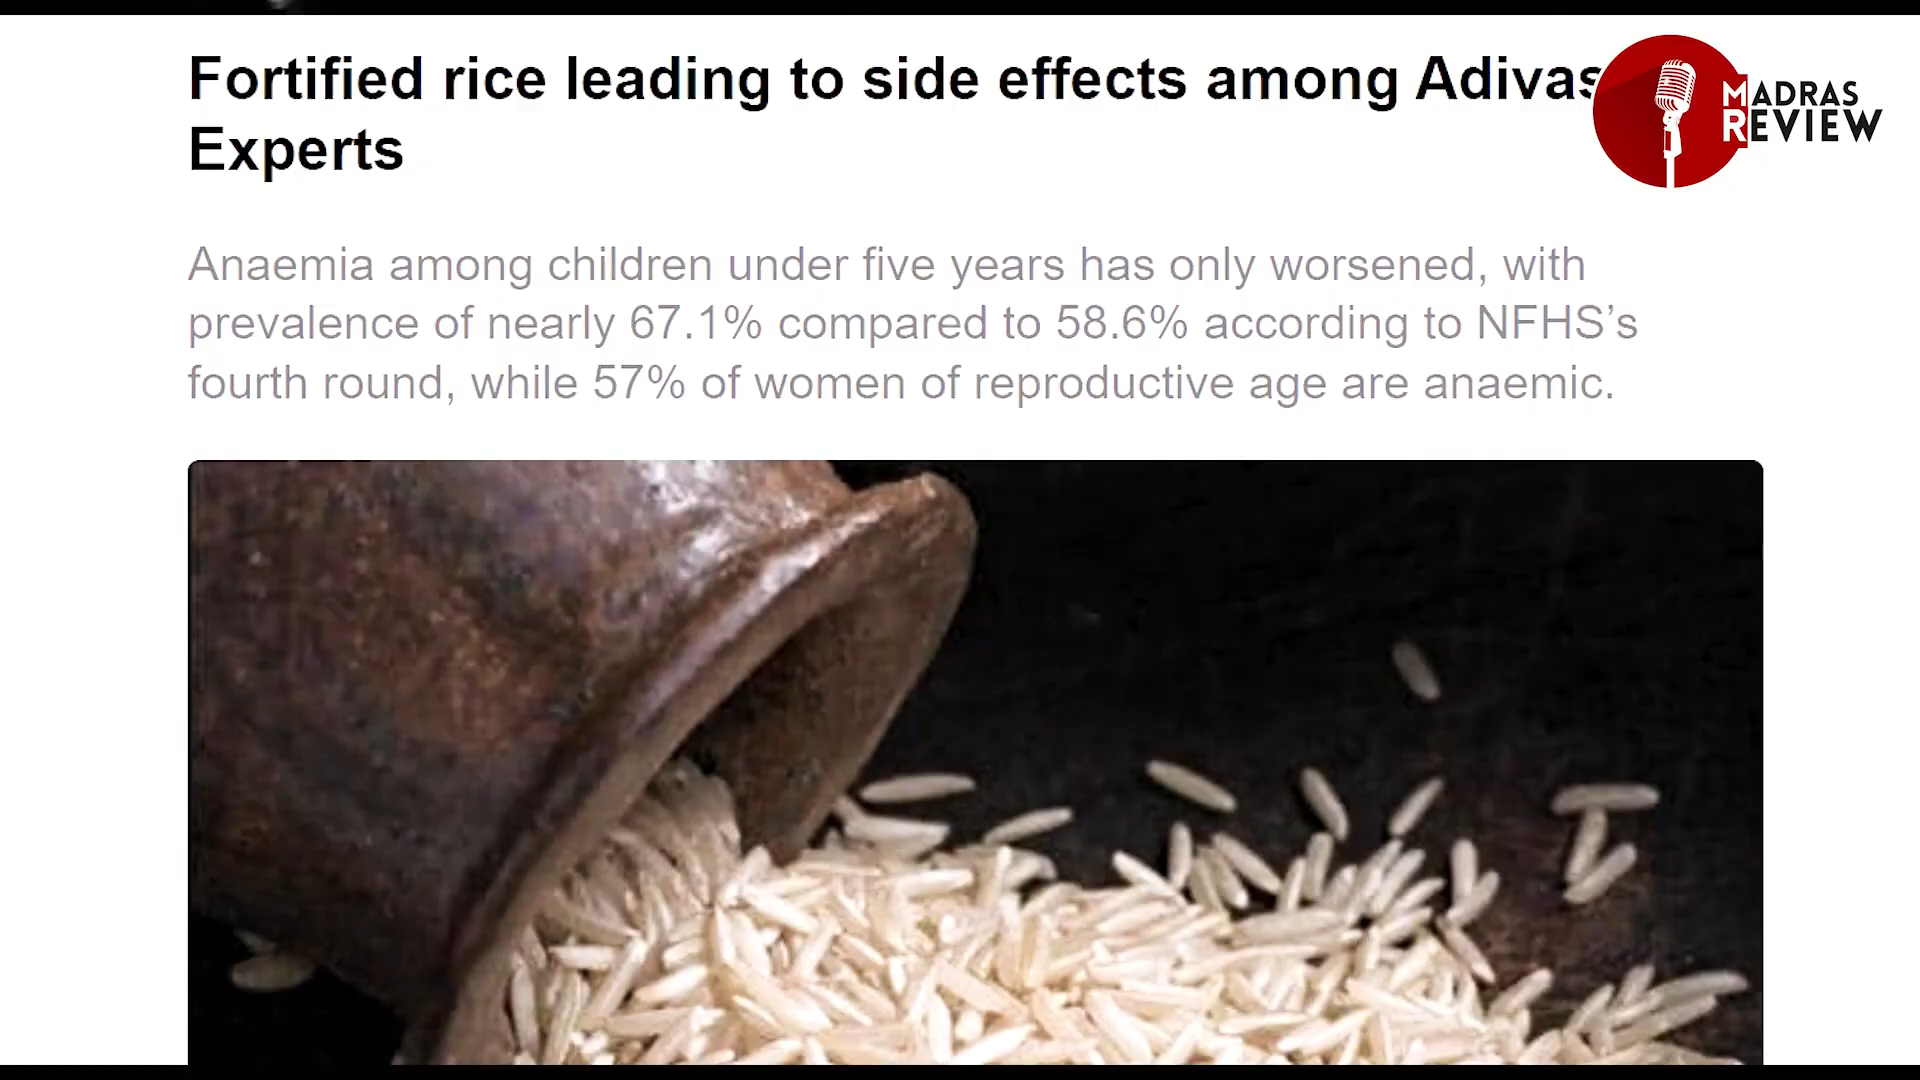 Fortified rice leading to side effects among Adivas
Experts
MADRAS
REVIEW
Anaemia among children under five years has only worsened, with
prevalence of nearly 67.1% compared to 58.6% according to NFHS’s
fourth round, while 57% of women of reproductive age are anaemic.